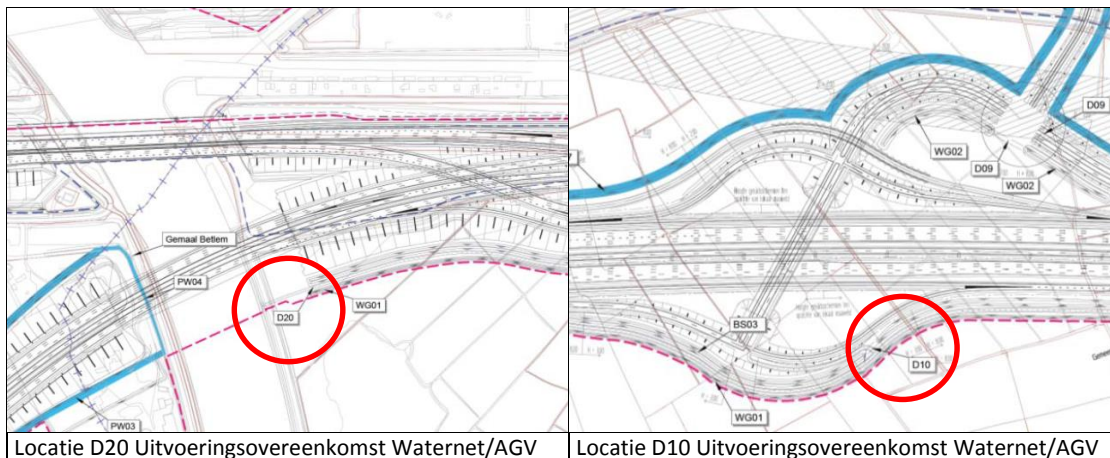 Gemaal Betlem
PW04
D20
WG01
PW03
Locatie D20 Uitvoeringsovereenkomst Waternet/AGV
D09
WG02
D09
WG02
BS03
D10
WG01
Locatie D10 Uitvoeringsovereenkomst Waternet/AGV